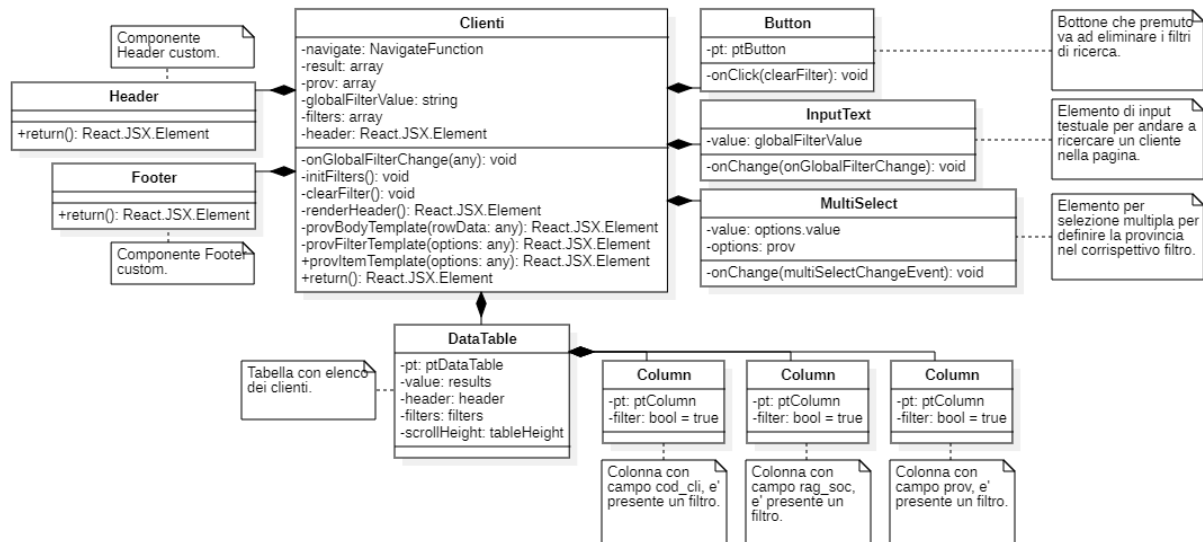 Componente
Header custom.
Header
+return(): React.JSX.Element
Footer
+return(): React.JSX.Element
Componente Footer
custom.
Clienti
-navigate: NavigateFunction
-result: array
-prov: array
-globalFilterValue: string
-filters: array
-header: React.JSX.Element
-onGlobalFilterChange(any): void
-initFilters(): void
-clearFilter(): void
-renderHeader(): React.JSX.Element
-provBodyTemplate(rowData: any): React.JSX.Element
-provFilterTemplate(options: any): React.JSX.Element
+provItemTemplate(options: any): React.JSX.Element
+return(): React.JSX.Element
Button
-pt: ptButton
-onClick(clearFilter): void
Bottone che premuto
va ad eliminare i filtri
di ricerca.
InputText
-value: globalFilterValue
-onChange(onGlobalFilterChange): void
Elemento di input
testuale per andare a
ricercare un cliente
nella pagina.
MultiSelect
-value: options.value
-options: prov
-onChange(multiSelectChangeEvent): void
Elemento per
selezione multipla per
definire la provincia
nel corrispettivo filtro.
Tabella con elenco
dei clienti.
DataTable
-pt: ptDataTable
-value: results
-header: header
-filters: filters
-scrollHeight: tableHeight
Column
-pt: ptColumn
-filter: bool = true
Colonna con
campo cod_cli, e'
presente un filtro.
Column
-pt: ptColumn
-filter: bool = true
Colonna con
campo rag_soc,
e' presente un
filtro.
Column
-pt: ptColumn
-filter: bool = true
Colonna con
campo prov, e'
presente un filtro.